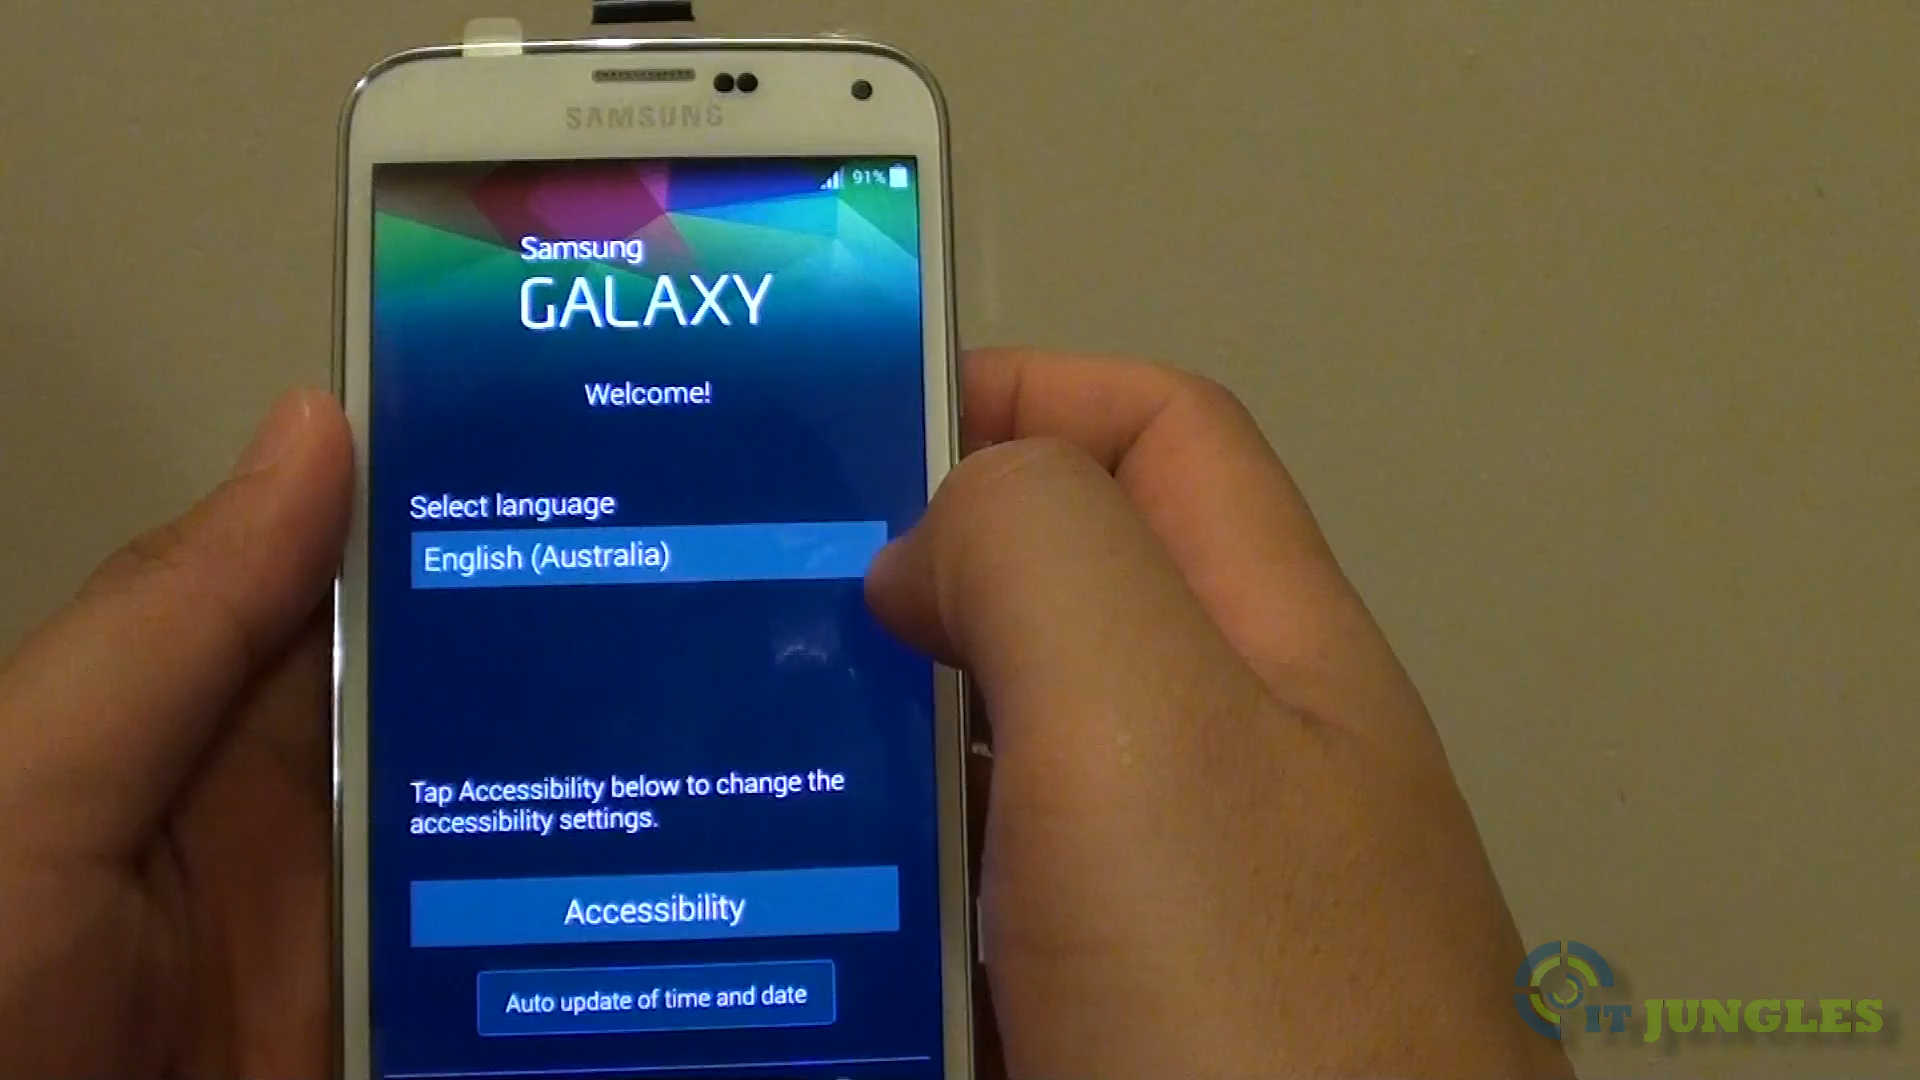 SAMSUNG
91%
Samsung
GALAXY
Welcome!
Select language
English (Australia)
Tap Accessibility below to change the
accessibility settings.
Accessibility
Auto update of time and date
iT JUNGLES